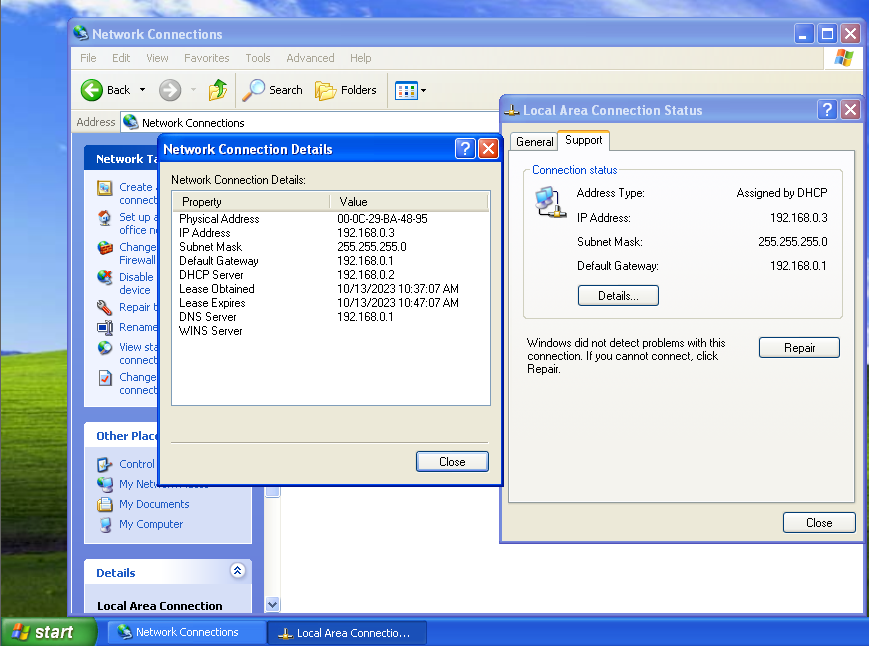 Network Connections
File Edit View Favorites Tools Advanced Help
Back Search Folders
Address Network Connections
Network Ta
Create
connect
Set up a
office ne
Change
Firewall
Disable
device
Repair t
Rename
View sta
connect
Change
connect
Other Place
Control
My Network Places
My Documents
My Computer
Details
Local Area Connection
Network Connection Details
Network Connection Details:
Property Value
Physical Address 00-0C-29-BA-48-95
IP Address 192.168.0.3
Subnet Mask 255.255.255.0
Default Gateway 192.168.0.1
DHCP Server 192.168.0.2
Lease Obtained 10/13/2023 10:37:07 AM
Lease Expires 10/13/2023 10:47:07 AM
DNS Server 192.168.0.1
WINS Server
Close
Local Area Connection Status
General Support
Connection status
Address Type: Assigned by DHCP
IP Address: 192.168.0.3
Subnet Mask: 255.255.255.0
Default Gateway: 192.168.0.1
Details...
Windows did not detect problems with this
connection. If you cannot connect, click
Repair.
Repair
Close
start Network Connections Local Area Connectio...